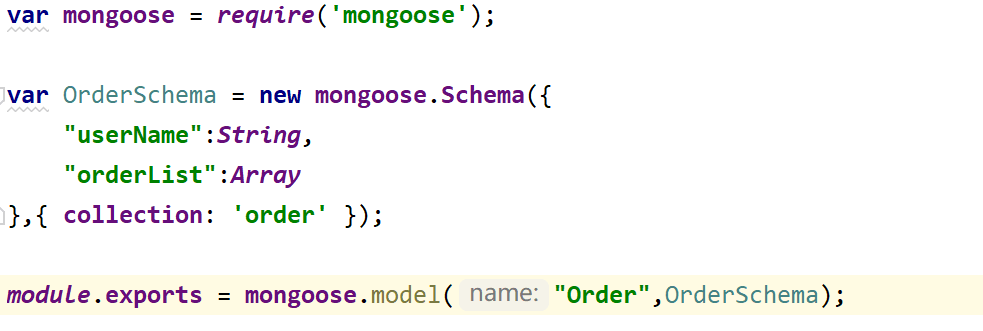 var mongoose = require('mongoose');
var OrderSchema = new mongoose.Schema({
    "userName":String,
    "orderList":Array
},{ collection: 'order' });
module.exports = mongoose.model( name: "Order",OrderSchema);